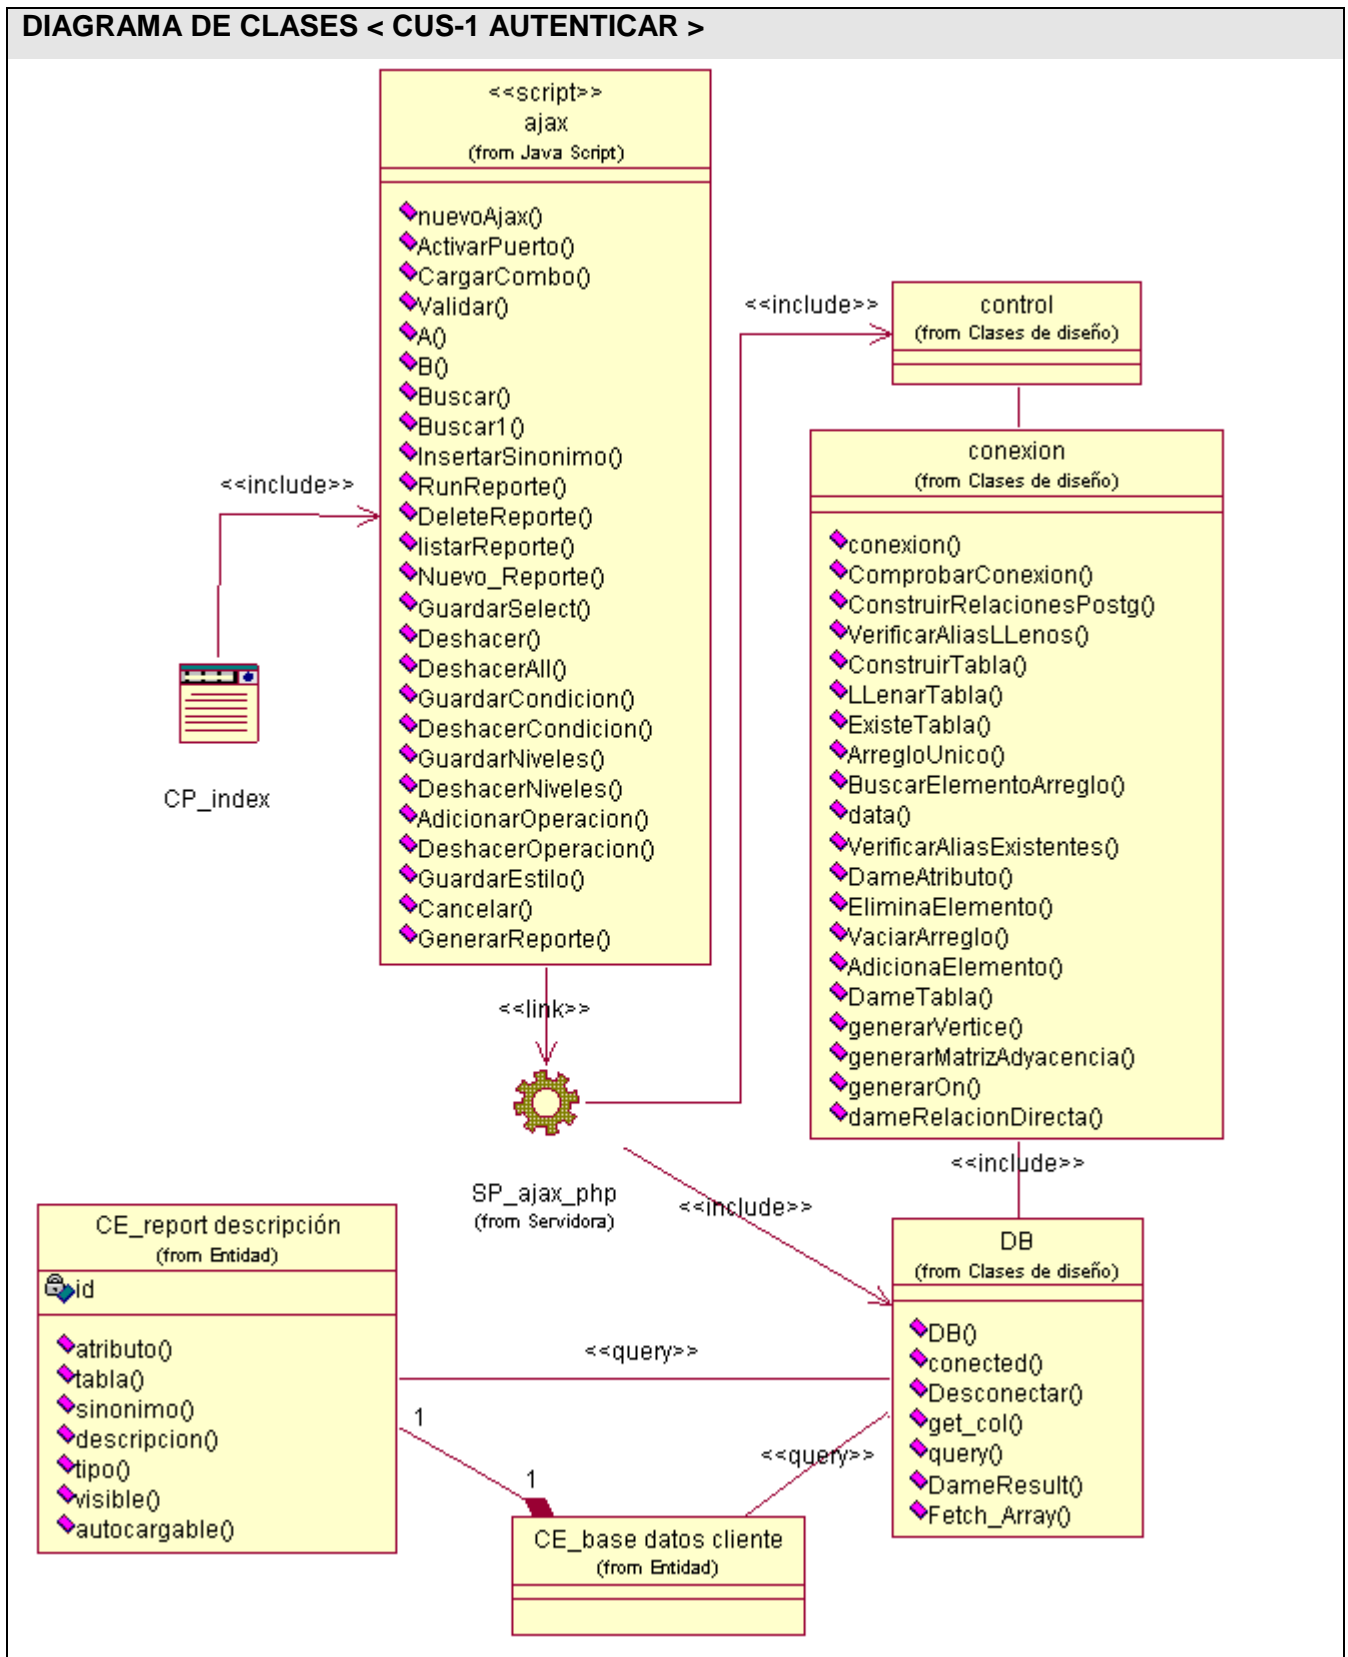 DIAGRAMA DE CLASES < CUS-1 AUTENTICAR >
<<script>>
ajax
(from Java Script)
nuevoAjax()
ActivarPuerto()
CargarCombo()
Validar()
A()
B()
Buscar()
Buscar1()
InsertarSinonimo()
RunReporte()
DeleteReporte()
listarReporte()
Nuevo_Reporte()
GuardarSelect()
Deshacer()
DeshacerAll()
GuardarCondicion()
DeshacerCondicion()
GuardarNiveles()
DeshacerNiveles()
AdicionarOperacion()
DeshacerOperacion()
GuardarEstilo()
Cancelar()
GenerarReporte()
<<include>>
CP_index
<<include>>
control
(from Clases de diseño)
conexion
(from Clases de diseño)
conexion()
ComprobarConexion()
ConstruirRelacionesPostg()
VerificarAliasLLenos()
ConstruirTabla()
LLenarTabla()
ExisteTabla()
ArregloUnico()
BuscarElementoArreglo()
data()
VerificarAliasExistentes()
DameAtributo()
EliminaElemento()
VaciarArreglo()
AdicionaElemento()
DameTabla()
generarVertice()
generarMatrizAdyacencia()
generarOn()
dameRelacionDirecta()
<<link>>
SP_ajax_php
(from Servidora)
<<include>>
<<include>>
CE_report descripción
(from Entidad)
id
atributo()
tabla()
sinonimo()
descripcion()
tipo()
visible()
autocargable()
<<query>>
1
1
<<query>>
DB
(from Clases de diseño)
DB()
conected()
Desconectar()
get_col()
query()
DameResult()
Fetch_Array()
CE_base datos cliente
(from Entidad)